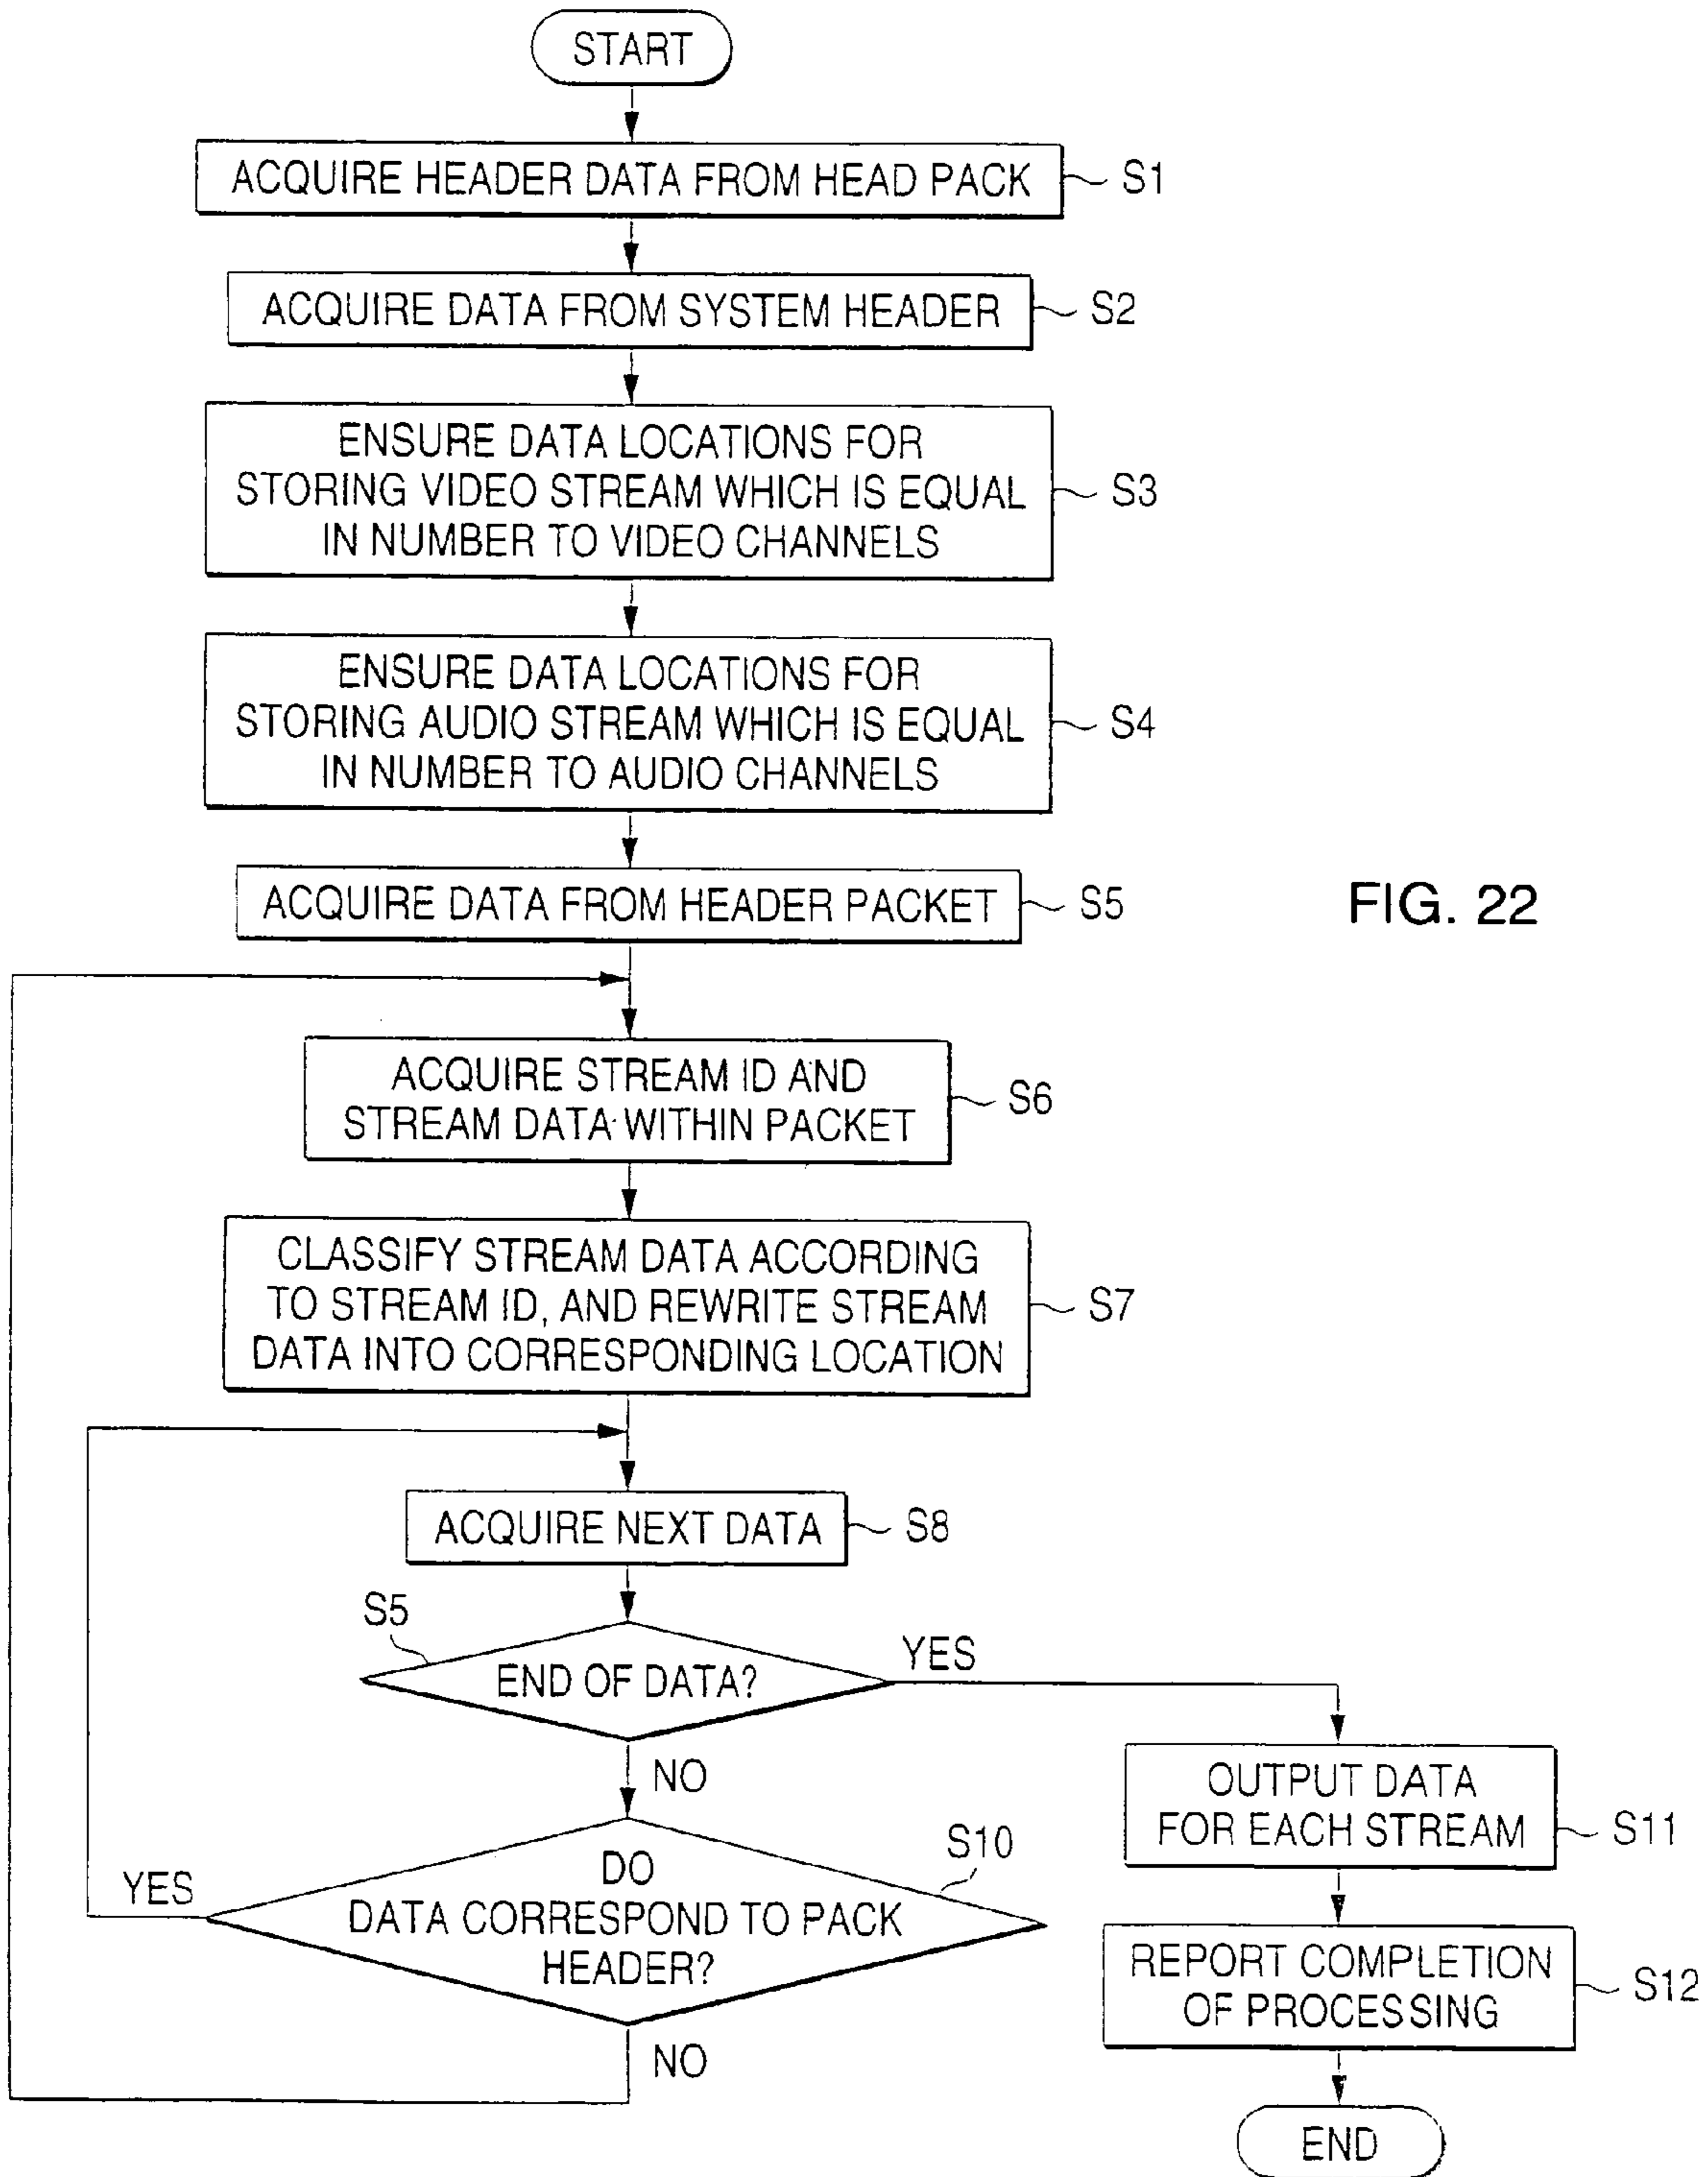 START
ACQUIRE HEADER DATA FROM HEAD PACK
S1
ACQUIRE DATA FROM SYSTEM HEADER
S2
ENSURE DATA LOCATIONS FOR
STORING VIDEO STREAM WHICH IS EQUAL
IN NUMBER TO VIDEO CHANNELS
S3
ENSURE DATA LOCATIONS FOR
STORING AUDIO STREAM WHICH IS EQUAL
IN NUMBER TO AUDIO CHANNELS
S4
ACQUIRE DATA FROM HEADER PACKET
S5
FIG. 22
ACQUIRE STREAM ID AND
STREAM DATA WITHIN PACKET
S6
CLASSIFY STREAM DATA ACCORDING
TO STREAM ID, AND REWRITE STREAM
DATA INTO CORRESPONDING LOCATION
S7
ACQUIRE NEXT DATA
S8
S5
END OF DATA?
YES
NO
OUTPUT DATA
FOR EACH STREAM
S11
S10
DO
DATA CORRESPOND TO PACK
HEADER?
YES
NO
REPORT COMPLETION
OF PROCESSING
S12
END